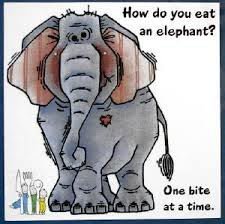 How do you eat
an elephant?
One bite
at a time.